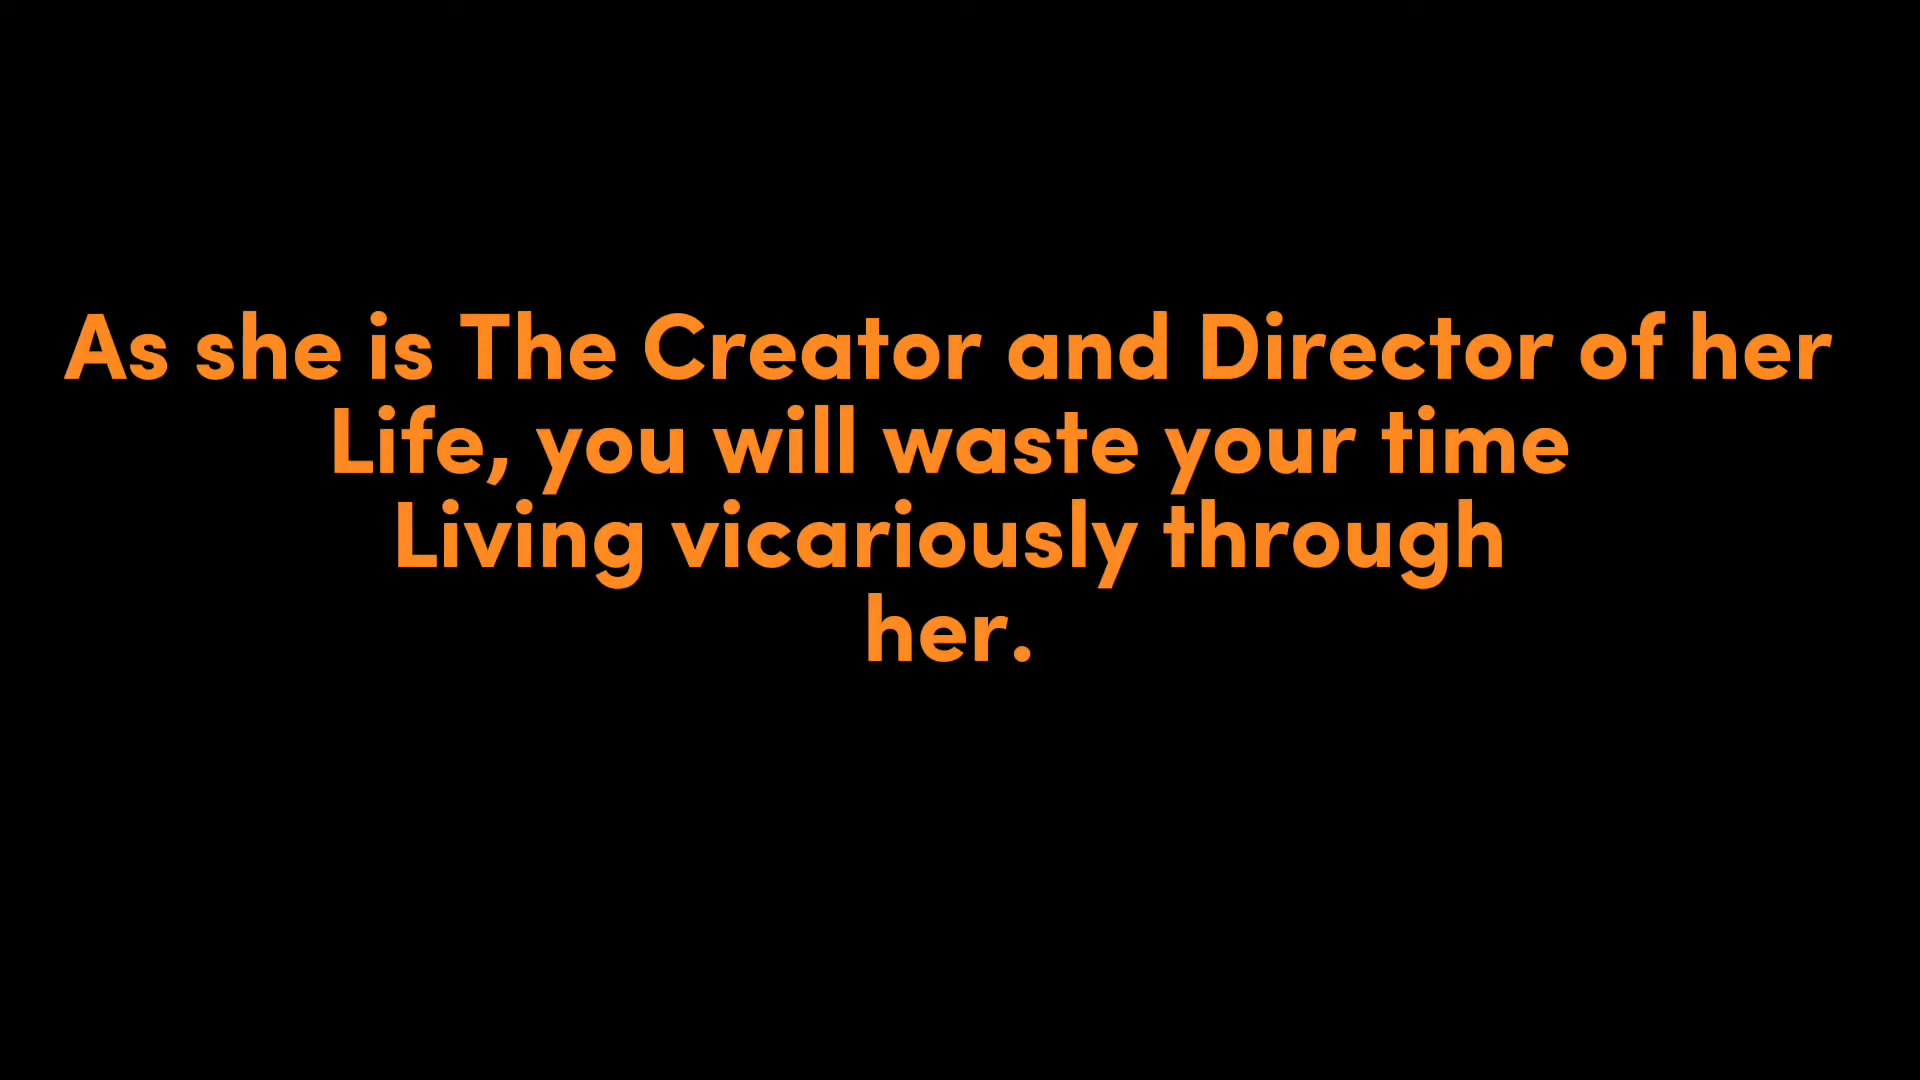 As she is The Creator and Director of her
Life, you will waste your time
Living vicariously through
her.